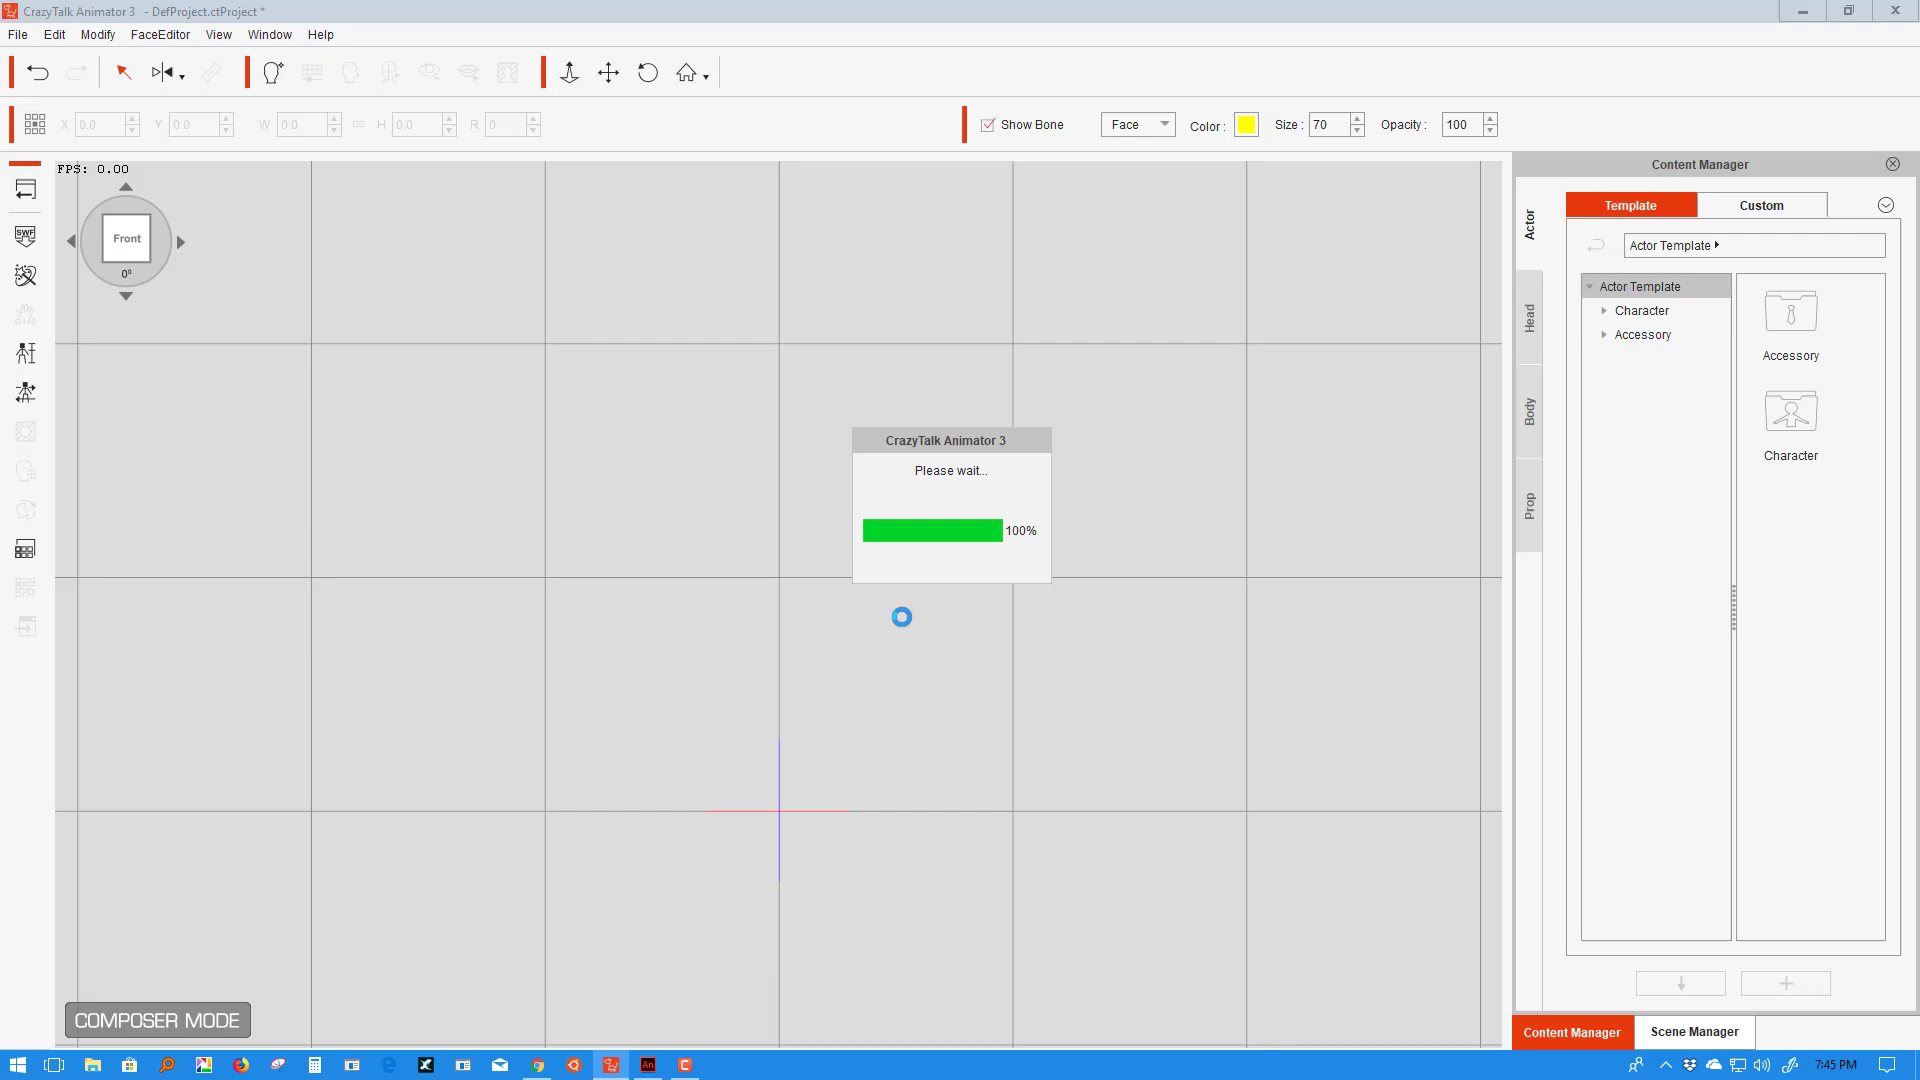 CrazyTalk Animator 3 - DefProject.ctProject *
File Edit Modify FaceEditor View Window Help
X 0.0 Y 0.0 W 0.0 H 0.0 R 0 Show Bone Face Color : Size : 70 Opacity : 100
FPS: 0.00
Front
0º
SWF
CrazyTalk Animator 3
Please wait...
100%
COMPOSER MODE
Content Manager
Actor
Head
Body
Prop
Template Custom
Actor Template
Actor Template
Character
Accessory
Accessory
Character
Content Manager Scene Manager
An
7:45 PM